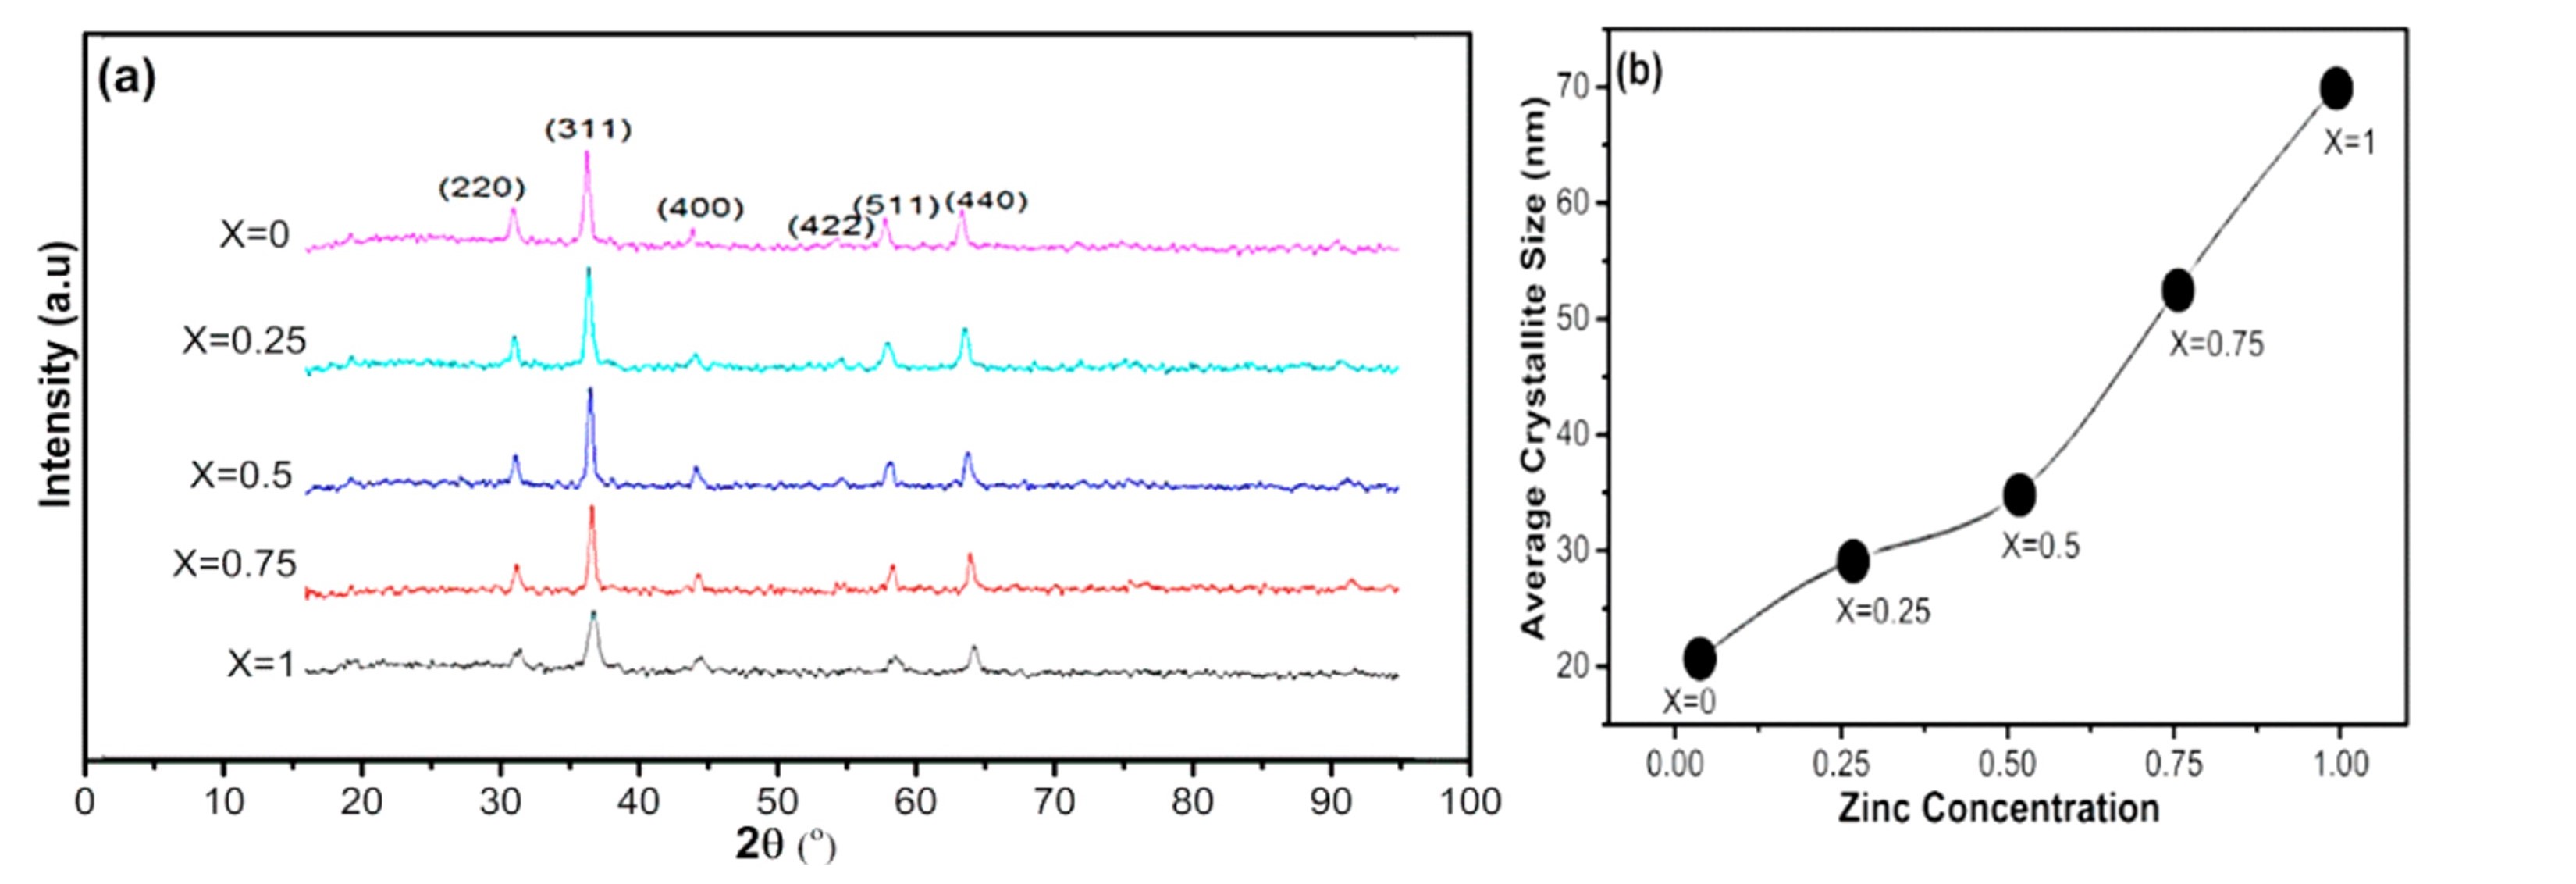 (a)
(311)
(220)
(400)
(422)
(511)
(440)
X=0
X=0.25
X=0.5
X=0.75
X=1
Intensity (a.u)
0 10 20 30 40 50 60 70 80 90 100
2θ (°)
(b)
Average Crystallite Size (nm)
70
60
50
40
30
20
X=1
X=0.75
X=0.5
X=0.25
X=0
0.00 0.25 0.50 0.75 1.00
Zinc Concentration